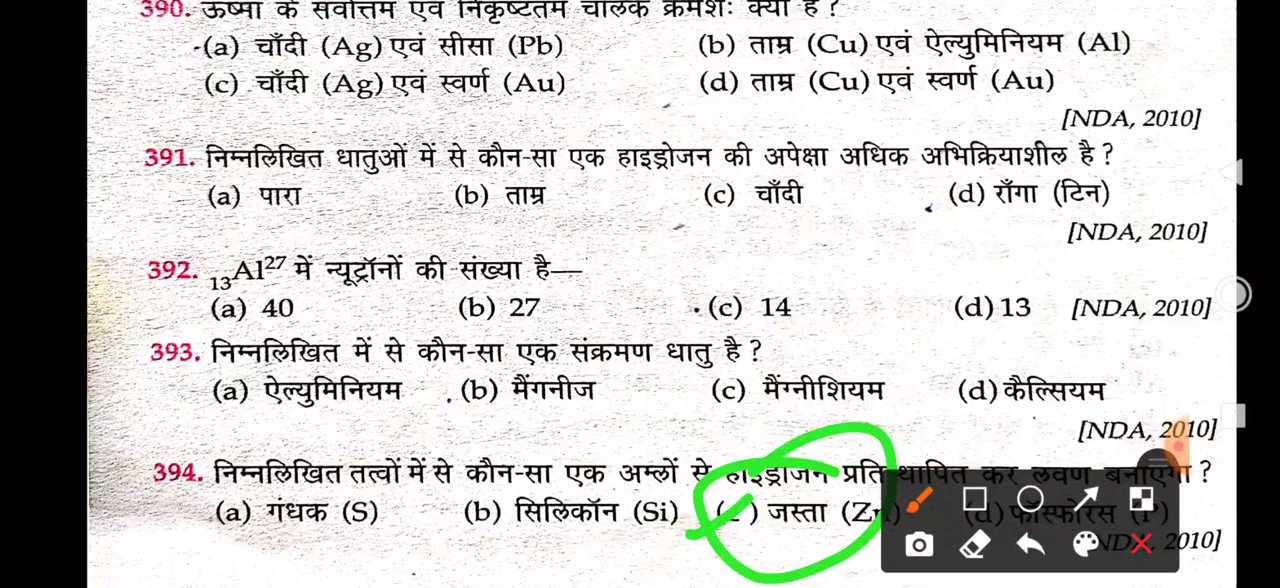 390. ऊष्मा के सर्वोत्तम एवं निकृष्टतम चालक क्रमशः क्या है ?
(a) चाँदी (Ag) एवं सीसा (Pb) (b) ताम्र (Cu) एवं ऐल्युमिनियम (Al)
(c) चाँदी (Ag) एवं स्वर्ण (Au) (d) ताम्र (Cu) एवं स्वर्ण (Au)
[NDA, 2010]
391. निम्नलिखित धातुओं में से कौन-सा एक हाइड्रोजन की अपेक्षा अधिक अभिक्रियाशील है ?
(a) पारा (b) ताम्र (c) चाँदी (d) राँगा (टिन)
[NDA, 2010]
392. ₁₃Al²⁷ में न्यूट्रॉनों की संख्या है—
(a) 40 (b) 27 (c) 14 (d) 13 [NDA, 2010]
393. निम्नलिखित में से कौन-सा एक संक्रमण धातु है ?
(a) ऐल्युमिनियम (b) मैंगनीज (c) मैंग्नीशियम (d) कैल्सियम
[NDA, 2010]
394. निम्नलिखित तत्वों में से कौन-सा एक अम्लों से हाइड्रोजन प्रतिस्थापित कर लवण बनाएगा ?
(a) गंधक (S) (b) सिलिकॉन (Si) (c) जस्ता (Zn) (d) फॉस्फोरस (P)
[NDA, 2010]